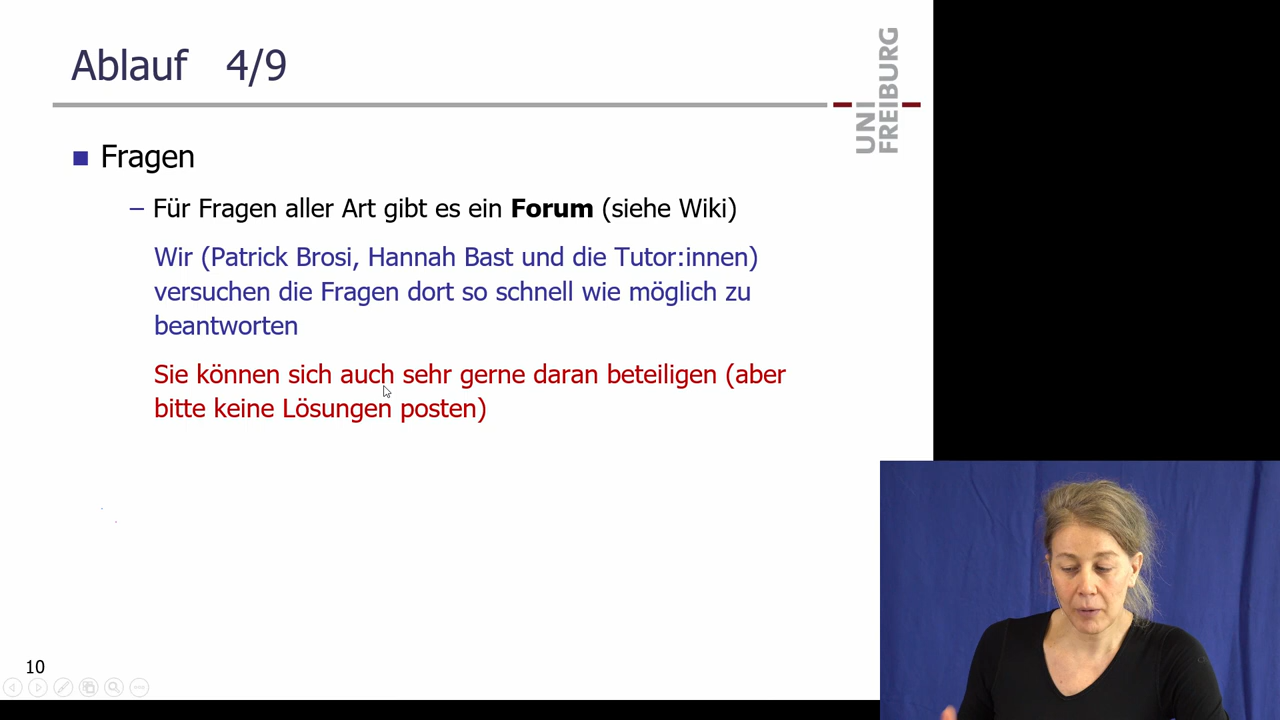 Ablauf 4/9
UNI
FREIBURG
Fragen
– Für Fragen aller Art gibt es ein Forum (siehe Wiki)
Wir (Patrick Brosi, Hannah Bast und die Tutor:innen)
versuchen die Fragen dort so schnell wie möglich zu
beantworten
Sie können sich auch sehr gerne daran beteiligen (aber
bitte keine Lösungen posten)
10